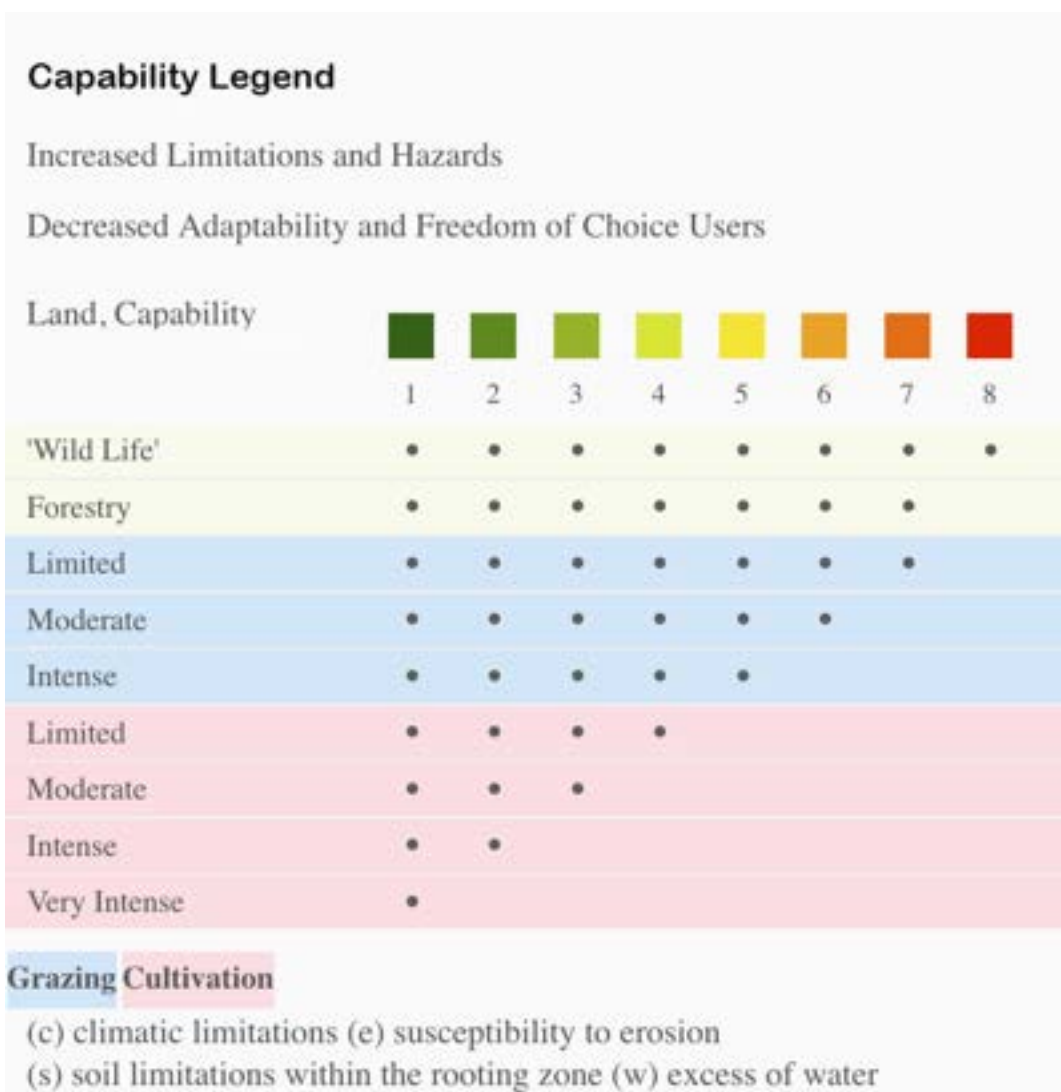 Capability Legend
Increased Limitations and Hazards
Decreased Adaptability and Freedom of Choice Users
Land, Capability
1 2 3 4 5 6 7 8
'Wild Life'
Forestry
Limited
Moderate
Intense
Limited
Moderate
Intense
Very Intense
Grazing Cultivation
(c) climatic limitations (e) susceptibility to erosion
(s) soil limitations within the rooting zone (w) excess of water